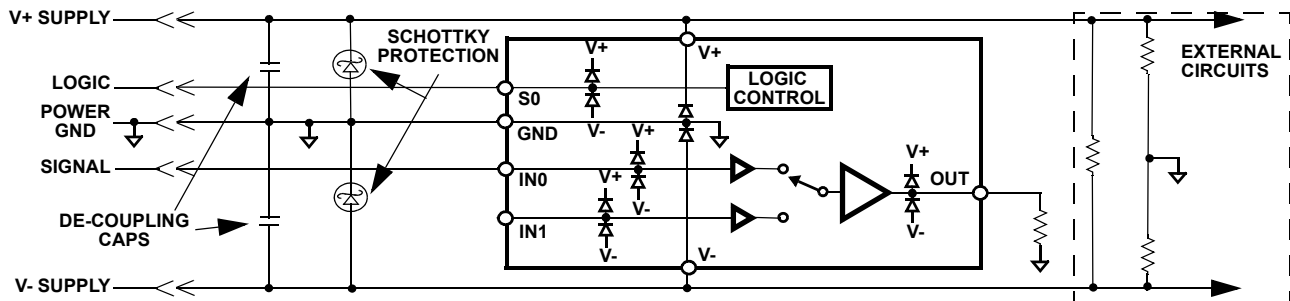 V+ SUPPLY
LOGIC
POWER
GND
SIGNAL
DE-COUPLING
CAPS
V- SUPPLY
SCHOTTKY
PROTECTION
V+
V+
S0
V-
LOGIC
CONTROL
GND
V+
IN0
V+
V-
IN1
V-
V+
OUT
V-
V-
EXTERNAL
CIRCUITS